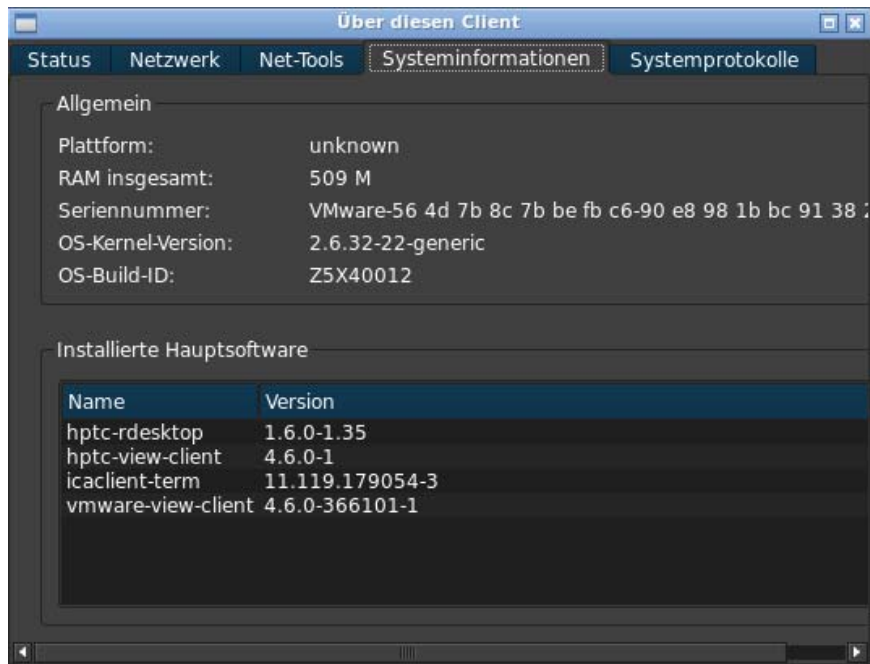 Über diesen Client
Status Netzwerk Net-Tools Systeminformationen Systemprotokolle
Allgemein
Plattform: unknown
RAM insgesamt: 509 M
Seriennummer: VMware-56 4d 7b 8c 7b be fb c6-90 e8 98 1b bc 91 38
OS-Kernel-Version: 2.6.32-22-generic
OS-Build-ID: Z5X40012
Installierte Hauptsoftware
Name Version
hptc-rdesktop 1.6.0-1.35
hptc-view-client 4.6.0-1
icaclient-term 11.119.179054-3
vmware-view-client 4.6.0-366101-1